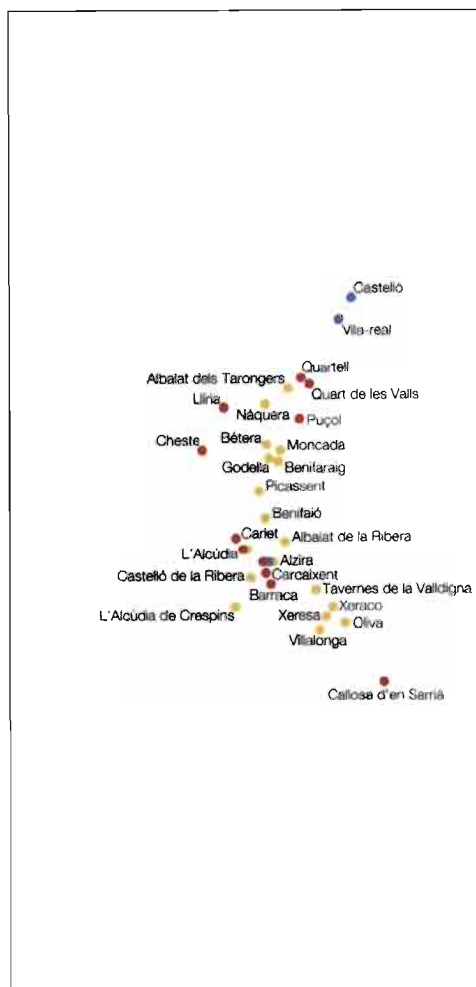 Castelló
Vila-real
Quartell
Albalat dels Tarongers
Quart de les Valls
Llíria
Náquera
Puçol
Bétera
Cheste
Moncada
Godella
Benifaraig
Picassent
Benifaió
Carlet
Albalat de la Ribera
L'Alcúdia
Alzira
Carcaixent
Castelló de la Ribera
Tavernes de la Valldigna
Barraca
Xeraco
L'Alcúdia de Crespins
Xeresa
Oliva
Villalonga
Callosa d'en Sarrià